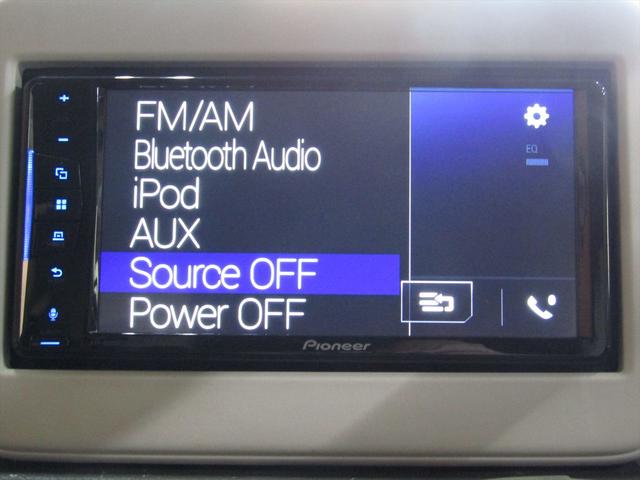 FM/AM
Bluetooth Audio
iPod
AUX
Source OFF
Power OFF
EQ
Pioneer